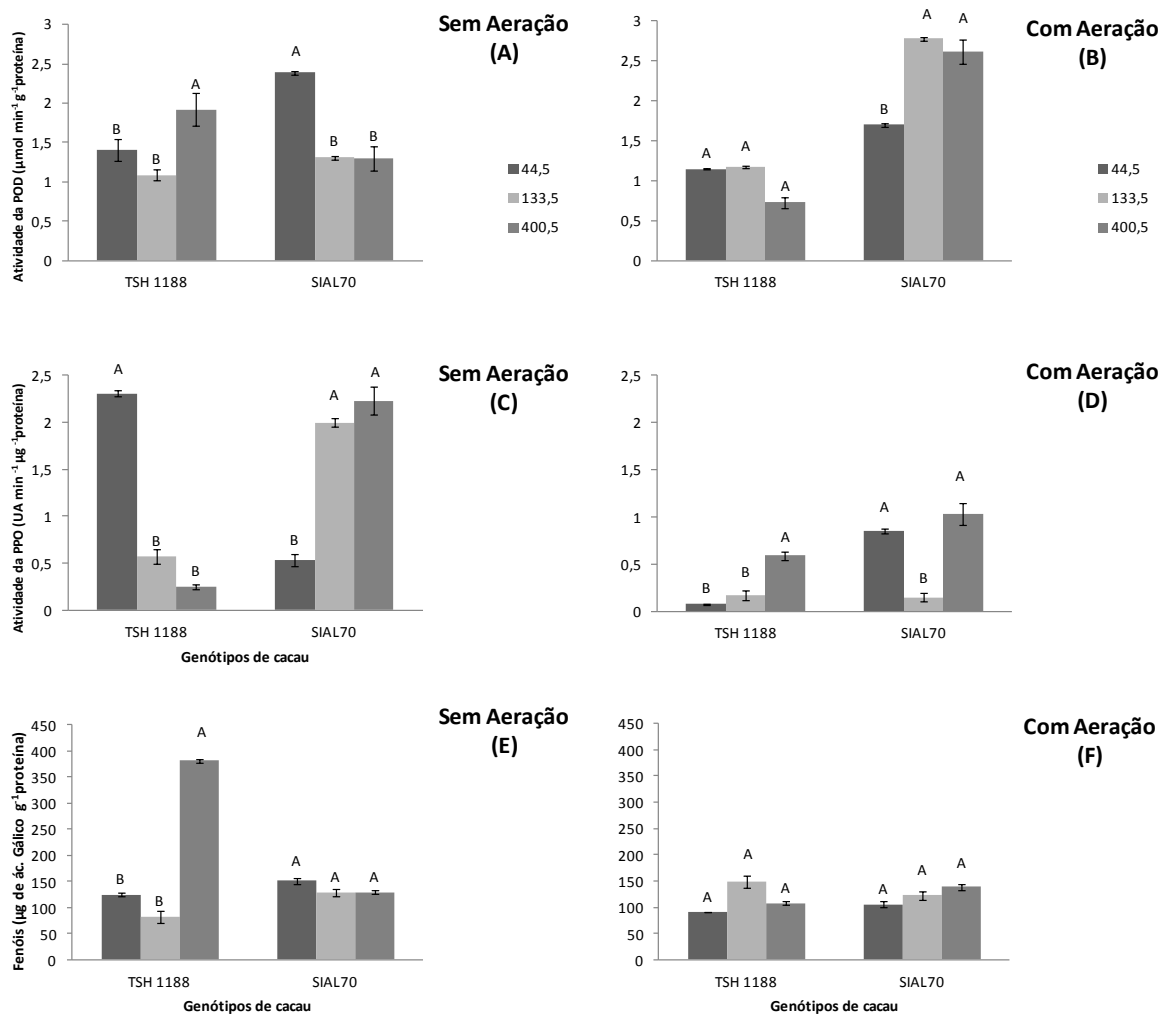 Sem Aeração
(A)
Atividade da POD (µmol min⁻¹ g⁻¹proteína)
3
2,5
2
1,5
1
0,5
0
B
B
A
A
B
B
TSH 1188
SIAL70
44,5
133,5
400,5
Com Aeração
(B)
3
2,5
2
1,5
1
0,5
0
A
A
A
B
A
A
TSH 1188
SIAL70
44,5
133,5
400,5
Sem Aeração
(C)
Atividade da PPO (UA min ⁻¹ µg ⁻¹proteína)
2,5
2
1,5
1
0,5
0
A
B
B
B
A
A
TSH 1188
SIAL70
Genótipos de cacau
Com Aeração
(D)
2,5
2
1,5
1
0,5
0
B
B
A
A
B
A
TSH 1188
SIAL70
Sem Aeração
(E)
Fenóis (µg de ác. Gálico g⁻¹proteína)
450
400
350
300
250
200
150
100
50
0
B
B
A
A
A
A
TSH 1188
SIAL70
Genótipos de cacau
Com Aeração
(F)
450
400
350
300
250
200
150
100
50
0
A
A
A
A
A
A
TSH 1188
SIAL70
Genótipos de cacau